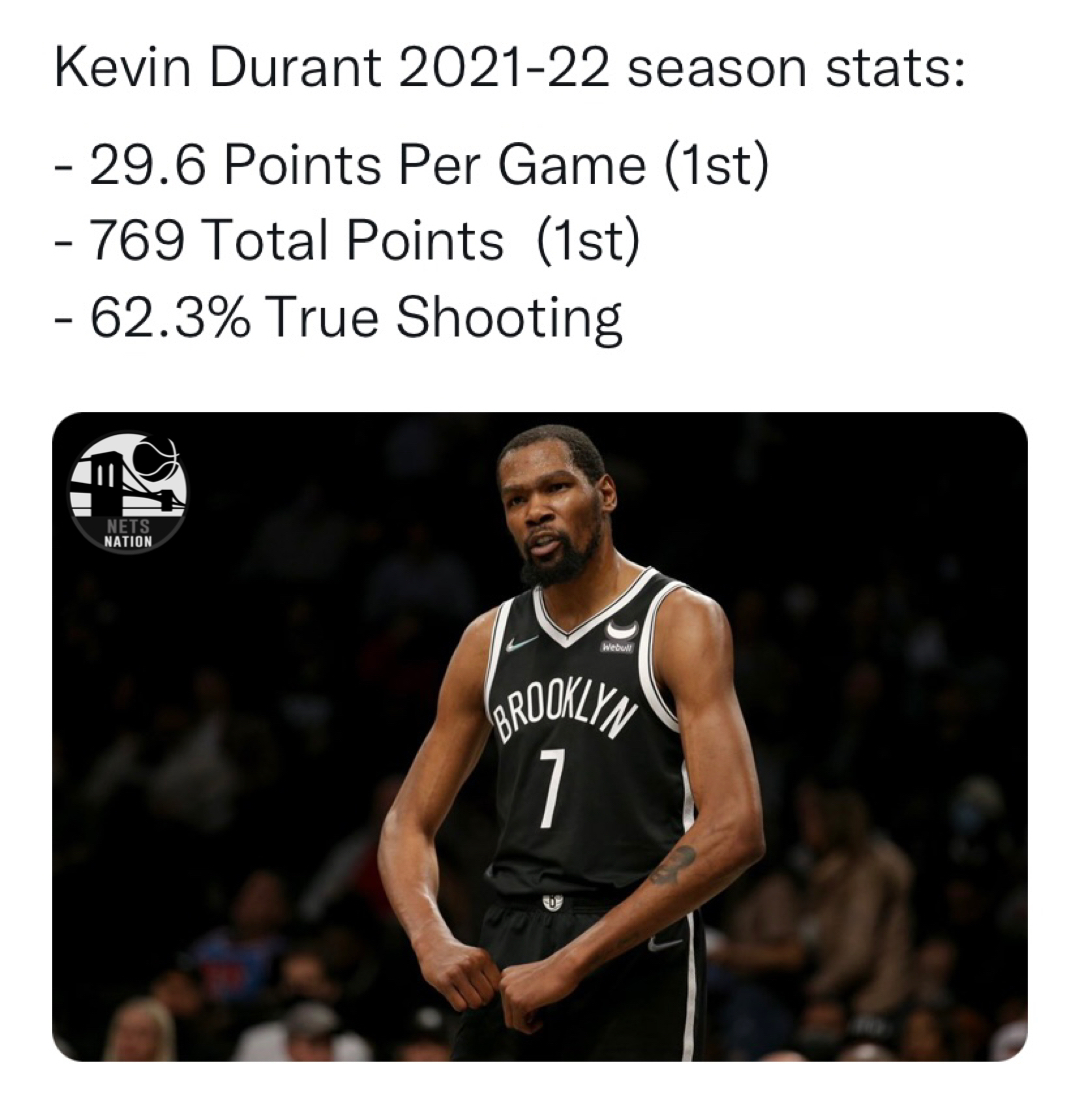 Kevin Durant 2021-22 season stats:
- 29.6 Points Per Game (1st)
- 769 Total Points  (1st)
- 62.3% True Shooting
NETS
NATION
Webull
BROOKLYN
7